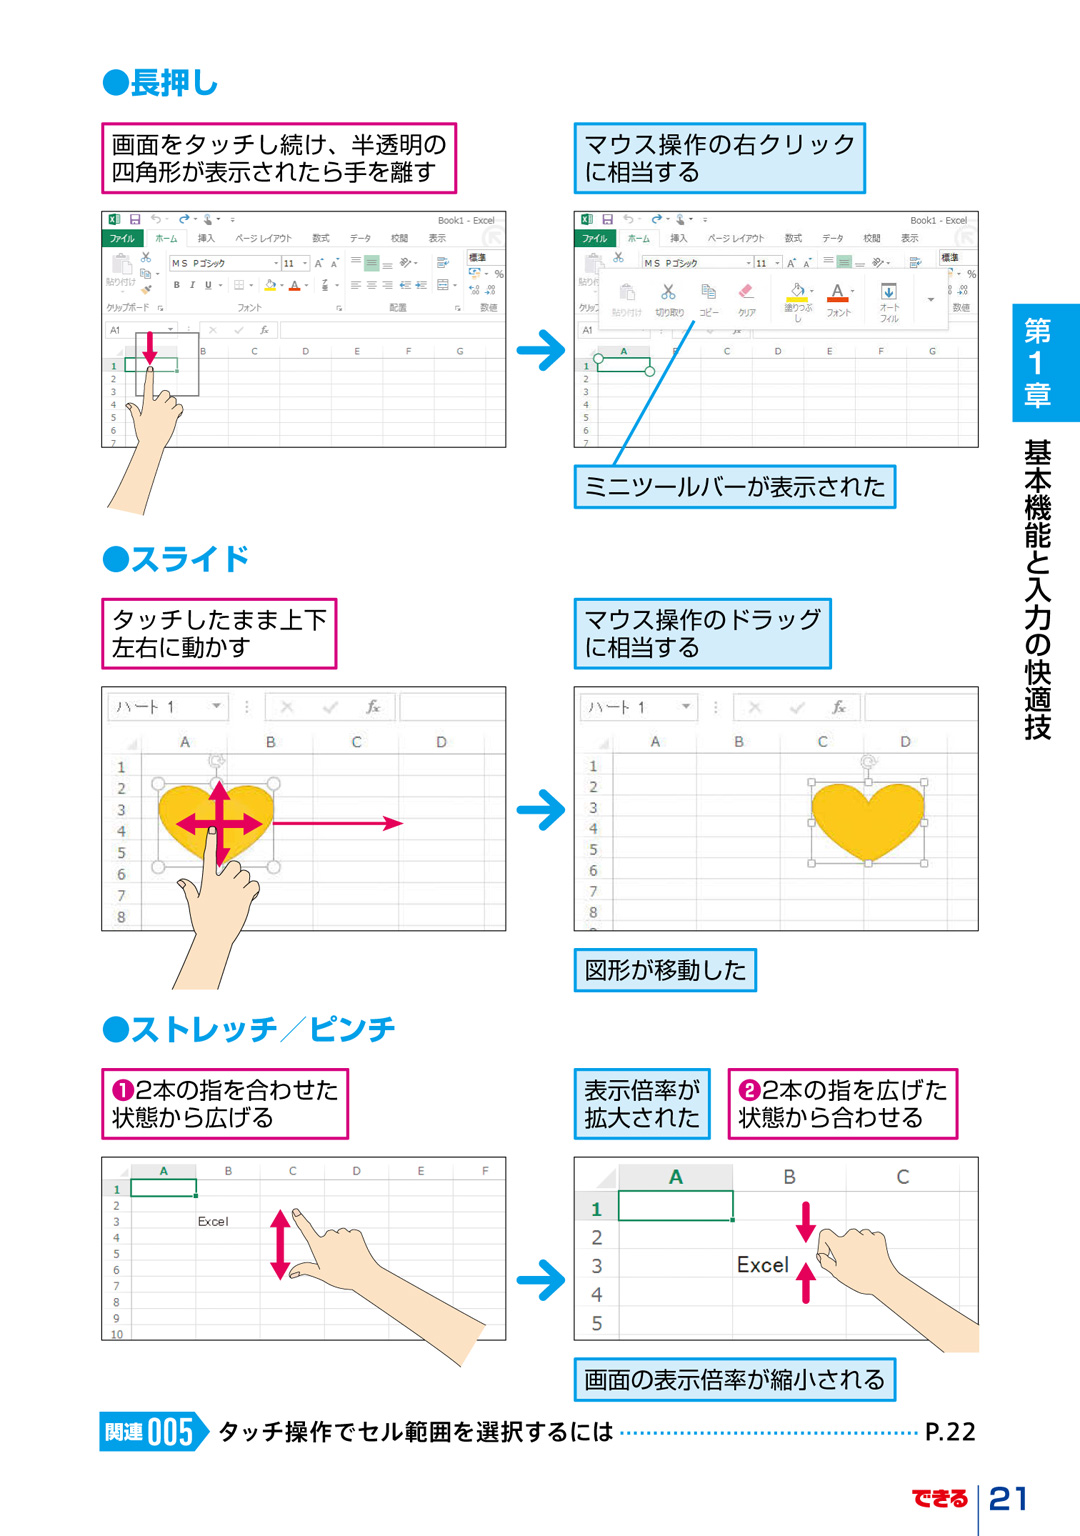 ●長押し
画面をタッチし続け、半透明の
四角形が表示されたら手を離す
マウス操作の右クリック
に相当する
Book1 - Excel
ファイル ホーム 挿入 ページ レイアウト 数式 データ 校閲 表示
貼り付け
ＭＳ Ｐゴシック 11 A A 標準
B I U A %
クリップボード フォント 配置 数値
A1 fx
B C D E F G
1
2
3
4
5
6
7
Book1 - Excel
ファイル ホーム 挿入 ページ レイアウト 数式 データ 校閲 表示
ＭＳ Ｐゴシック 11 A A 標準
貼り付け 切り取り コピー クリア 塗りつぶし フォント オートフィル
数値
A1
A C D E F G
1
2
3
4
5
6
7
ミニツールバーが表示された
●スライド
タッチしたまま上下
左右に動かす
マウス操作のドラッグ
に相当する
ハート 1 fx
A B C D
1
2
3
4
5
6
7
8
ハート 1 fx
A B C D
1
2
3
4
5
6
7
8
図形が移動した
●ストレッチ／ピンチ
❶2本の指を合わせた
状態から広げる
表示倍率が
拡大された
❷2本の指を広げた
状態から合わせる
A B C D E F
1
2
3 Excel
4
5
6
7
8
9
10
A B C
1
2
3 Excel
4
5
画面の表示倍率が縮小される
関連005 タッチ操作でセル範囲を選択するには P.22
第1章
基本機能と入力の快適技
できる 21